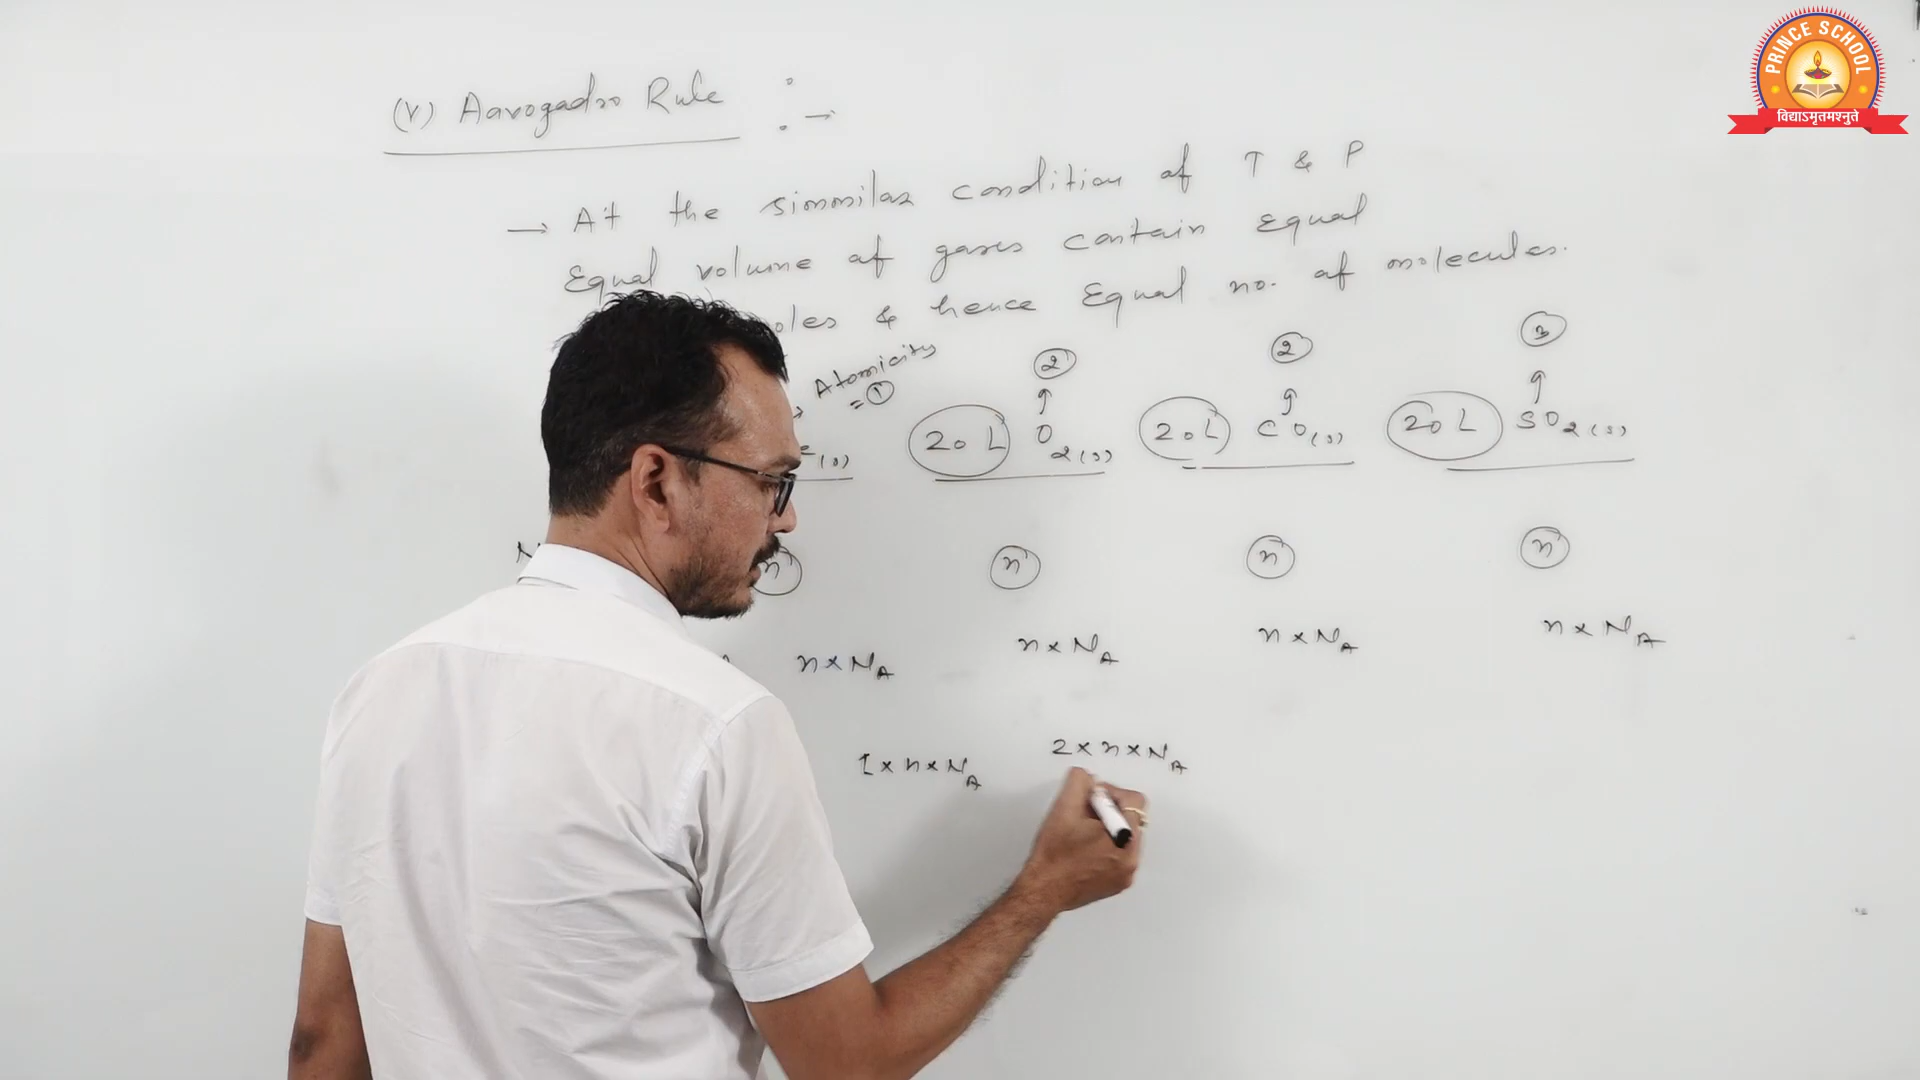 PRINCE SCHOOL
विद्याऽमृतमश्नुते
(V) Aavogadro Rule :→
→ At the simmilar condition of T & P
Equal volume of gases contain Equal
oles & hence Equal no. of molecules.
→ Atomicity = 1
2
2
3
e(g)
20 L O2(g)
20 L CO(g)
20 L SO2(g)
N
n
n
n
n
n × NA
n × NA
n × NA
n × NA
1 × n × NA
2 × n × NA